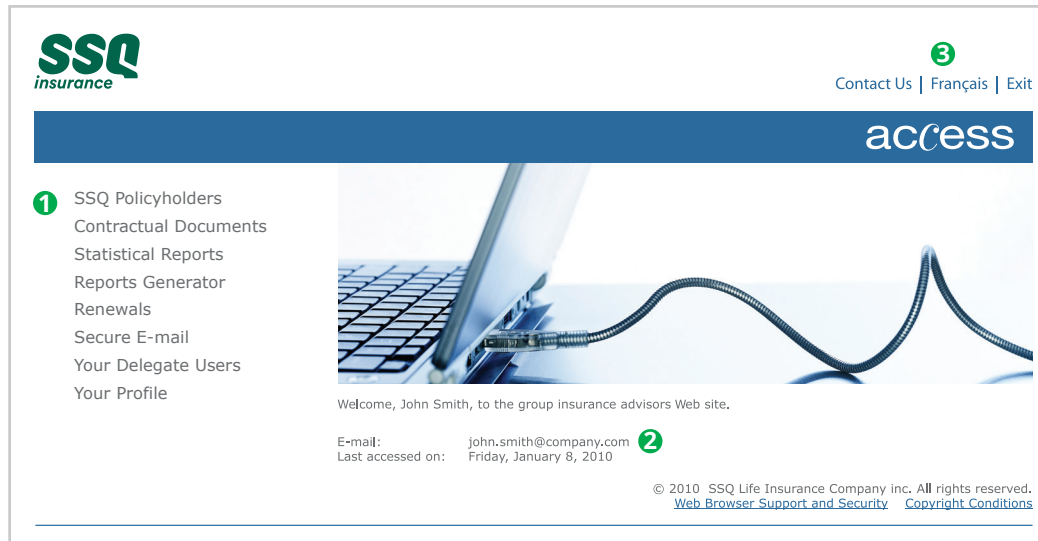 SSQ
insurance
3
Contact Us | Français | Exit
access
1
SSQ Policyholders
Contractual Documents
Statistical Reports
Reports Generator
Renewals
Secure E-mail
Your Delegate Users
Your Profile
Welcome, John Smith, to the group insurance advisors Web site.
E-mail: john.smith@company.com 2
Last accessed on: Friday, January 8, 2010
© 2010 SSQ Life Insurance Company inc. All rights reserved.
Web Browser Support and Security Copyright Conditions